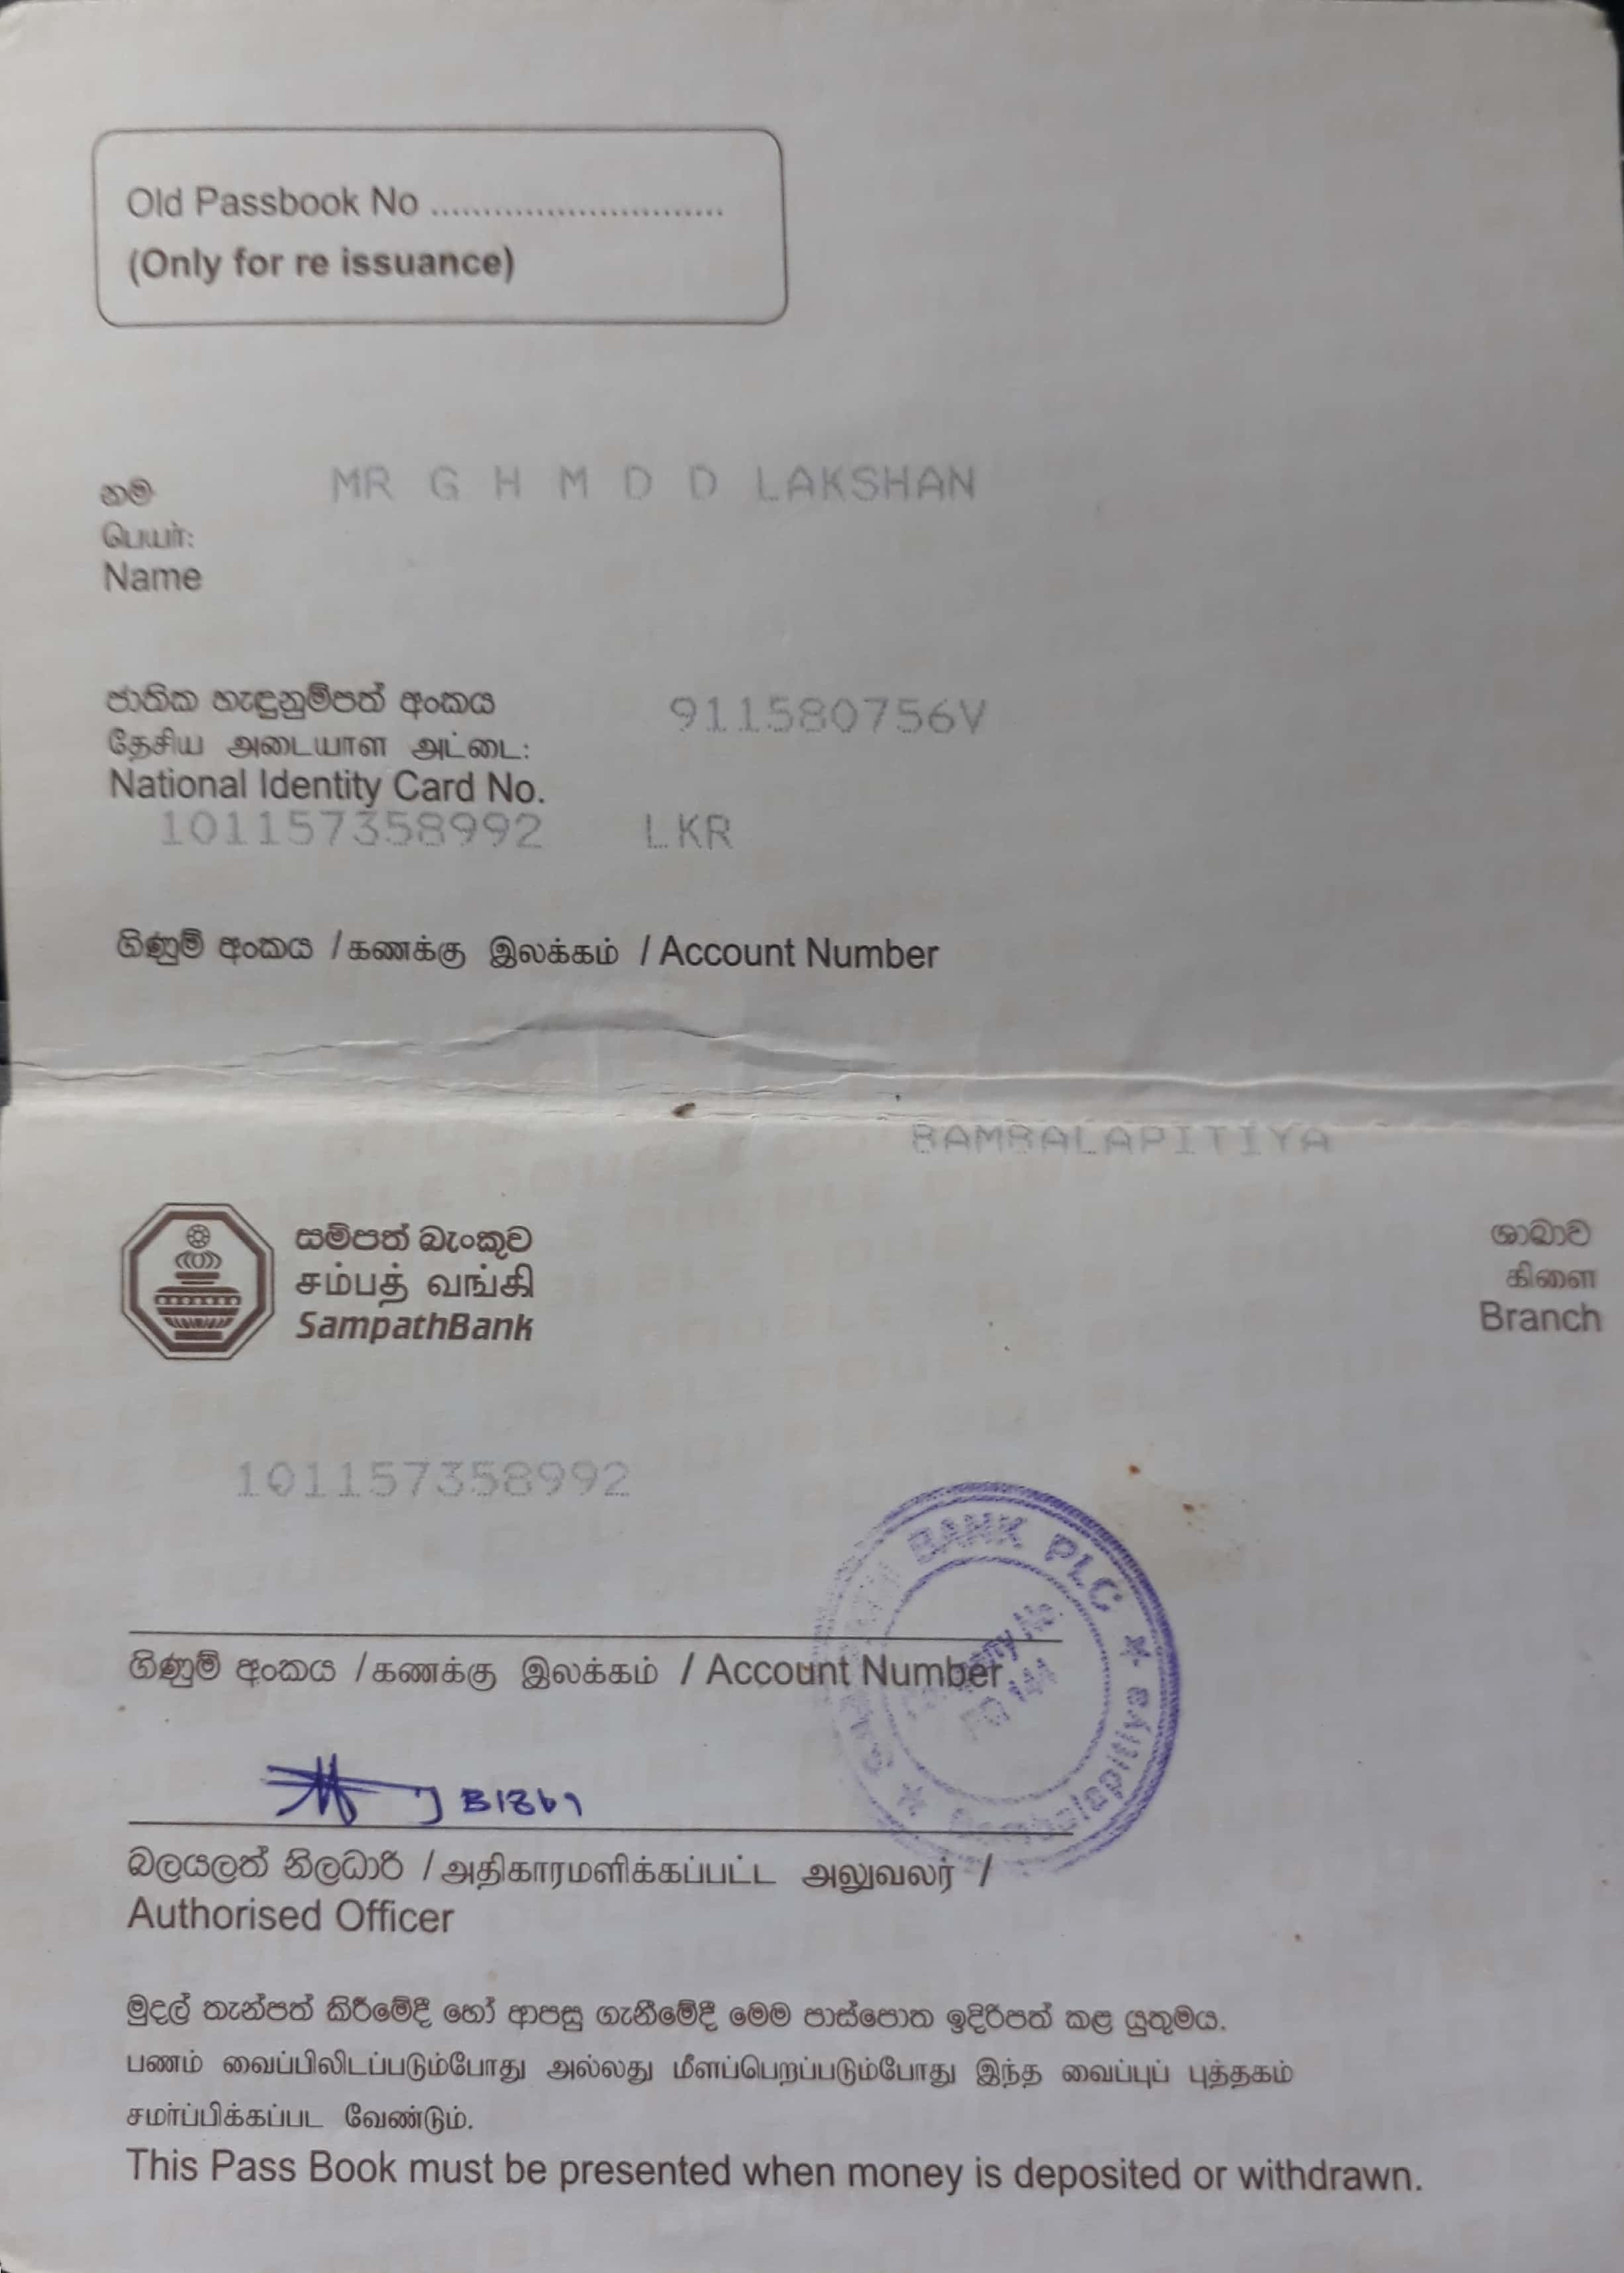 Old Passbook No ............................
(Only for re issuance)
නම MR G H M D D LAKSHAN
பெயர்:
Name
ජාතික හැඳුනුම්පත් අංකය 911580756V
தேசிய அடையாள அட்டை:
National Identity Card No.
101157358992 LKR
ගිණුම් අංකය / கணக்கு இலக்கம் / Account Number
BAMBALAPITIYA
සම්පත් බැංකුව
சம்பத் வங்கி
SampathBank
ශාඛාව
கிளை
Branch
101157358992
BANK PLC ★ Bambalapitiya ★
PQ 144
ගිණුම් අංකය / கணக்கு இலக்கம் / Account Number
බලයලත් නිලධාරි / அதிகாரமளிக்கப்பட்ட அலுவலர் /
Authorised Officer
මුදල් තැන්පත් කිරීමේදී හෝ ආපසු ගැනීමේදී මෙම පාස්පොත ඉදිරිපත් කළ යුතුමය.
பணம் வைப்பிலிடப்படும்போது அல்லது மீளப்பெறப்படும்போது இந்த வைப்புப் புத்தகம்
சமர்ப்பிக்கப்பட வேண்டும்.
This Pass Book must be presented when money is deposited or withdrawn.